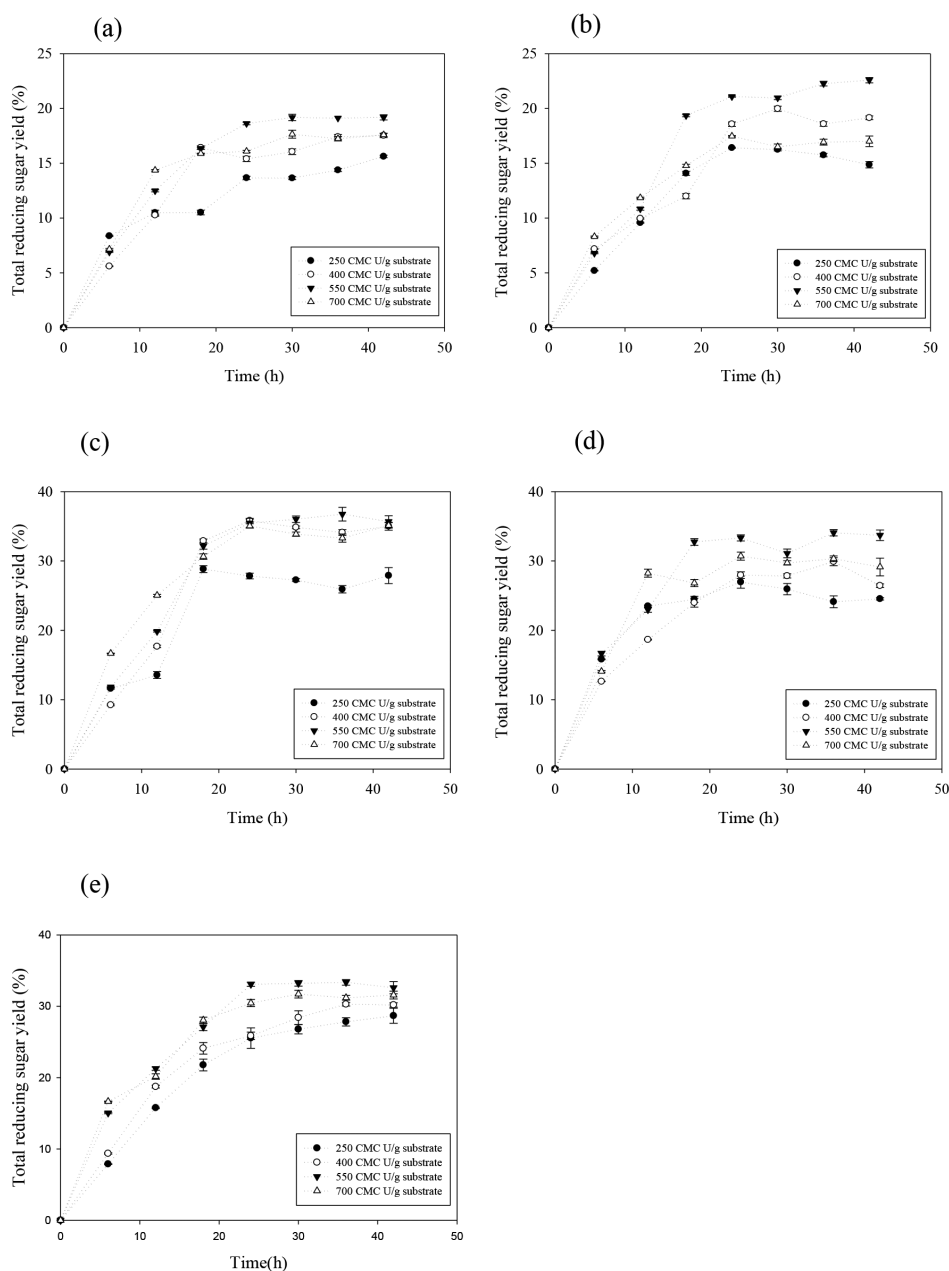 (a)
Total reducing sugar yield (%)
25
20
15
10
5
0
250 CMC U/g substrate
400 CMC U/g substrate
550 CMC U/g substrate
700 CMC U/g substrate
0 10 20 30 40 50
Time (h)
(b)
Total reducing sugar yield (%)
25
20
15
10
5
0
250 CMC U/g substrate
400 CMC U/g substrate
550 CMC U/g substrate
700 CMC U/g substrate
0 10 20 30 40 50
Time (h)
(c)
Total reducing sugar yield (%)
40
30
20
10
0
250 CMC U/g substrate
400 CMC U/g substrate
550 CMC U/g substrate
700 CMC U/g substrate
0 10 20 30 40 50
Time (h)
(d)
Total reducing sugar yield (%)
40
30
20
10
0
250 CMC U/g substrate
400 CMC U/g substrate
550 CMC U/g substrate
700 CMC U/g substrate
0 10 20 30 40 50
Time (h)
(e)
Total reducing sugar yield (%)
40
30
20
10
0
250 CMC U/g substrate
400 CMC U/g substrate
550 CMC U/g substrate
700 CMC U/g substrate
0 10 20 30 40 50
Time(h)